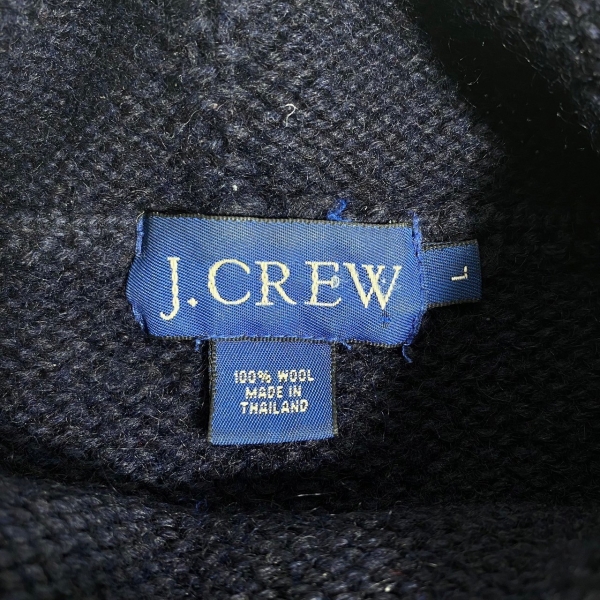 J.CREW
L
100% WOOL
MADE IN
THAILAND